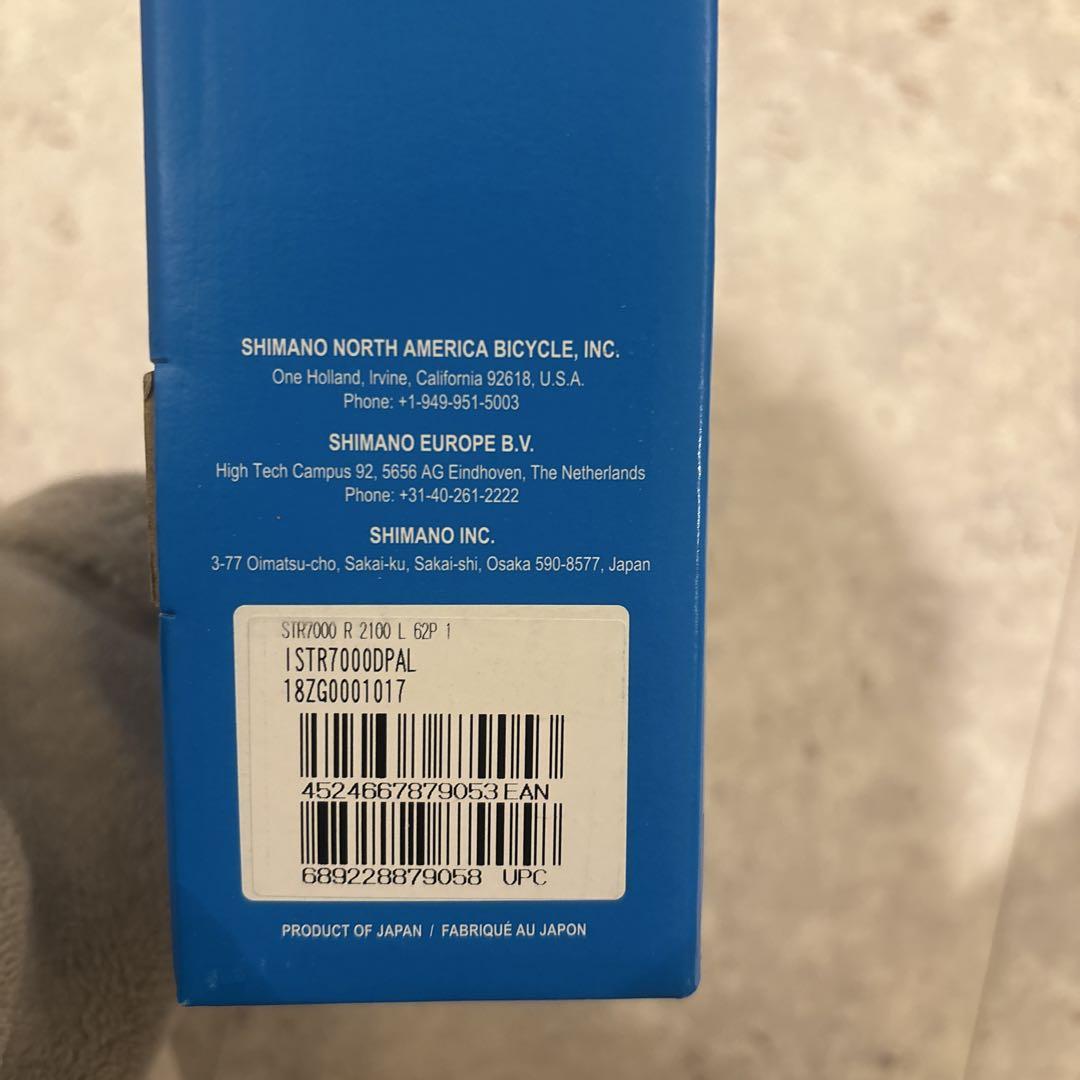 SHIMANO NORTH AMERICA BICYCLE, INC.
One Holland, Irvine, California 92618, U.S.A.
Phone: +1-949-951-5003
SHIMANO EUROPE B.V.
High Tech Campus 92, 5656 AG Eindhoven, The Netherlands
Phone: +31-40-261-2222
SHIMANO INC.
3-77 Oimatsu-cho, Sakai-ku, Sakai-shi, Osaka 590-8577, Japan
STR7000 R 2100 L 62P 1
ISTR7000DPAL
18ZG0001017
4524667879053 EAN
689228879058 UPC
PRODUCT OF JAPAN / FABRIQUÉ AU JAPON